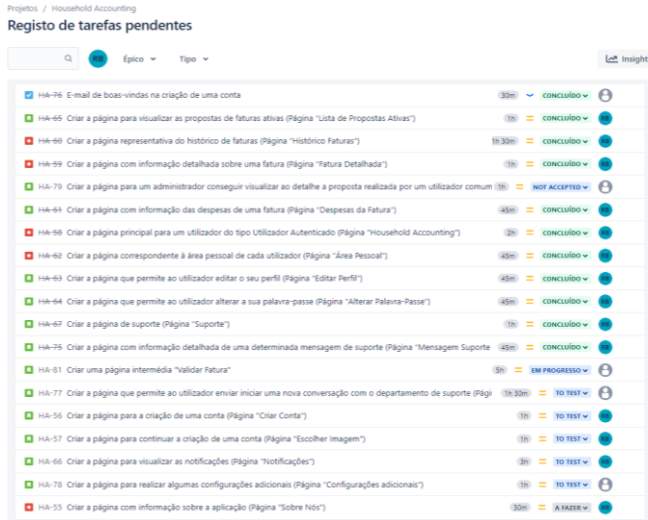 Projetos / Household Accounting
Registo de tarefas pendentes
RB Épico Tipo Insight
HA-76 E-mail de boas-vindas na criação de uma conta 30m CONCLUÍDO
HA-65 Criar a página para visualizar as propostas de faturas ativas (Página "Lista de Propostas Ativas") 1h CONCLUÍDO RB
HA-60 Criar a página representativa do histórico de faturas (Página "Histórico Faturas") 1h 30m CONCLUÍDO RB
HA-59 Criar a página com informação detalhada sobre uma fatura (Página "Fatura Detalhada") 1h CONCLUÍDO RB
HA-79 Criar a página para um administrador conseguir visualizar ao detalhe a proposta realizada por um utilizador comum 1h NOT ACCEPTED
HA-61 Criar a página com informação das despesas de uma fatura (Página "Despesas da Fatura") 45m CONCLUÍDO RB
HA-58 Criar a página principal para um utilizador do tipo Utilizador Autenticado (Página "Household Accounting") 2h CONCLUÍDO RB
HA-62 Criar a página correspondente à área pessoal de cada utilizador (Página "Área Pessoal") 45m CONCLUÍDO RB
HA-63 Criar a página que permite ao utilizador editar o seu perfil (Página "Editar Perfil") 45m CONCLUÍDO RB
HA-64 Criar a página que permite ao utilizador alterar a sua palavra-passe (Página "Alterar Palavra-Passe") 45m CONCLUÍDO RB
HA-67 Criar a página de suporte (Página "Suporte") 1h CONCLUÍDO RB
HA-75 Criar a página com informação detalhada de uma determinada mensagem de suporte (Página "Mensagem Suporte 45m CONCLUÍDO RB
HA-81 Criar uma página intermédia "Validar Fatura" 5h EM PROGRESSO
HA-77 Criar a página que permite ao utilizador enviar iniciar uma nova conversação com o departamento de suporte (Pági 1h 30m TO TEST
HA-56 Criar a página para a criação de uma conta (Página "Criar Conta") 1h TO TEST RB
HA-57 Criar a página para continuar a criação de uma conta (Página "Escolher Imagem") 1h TO TEST RB
HA-66 Criar a página para visualizar as notificações (Página "Notificações") 3h TO TEST RB
HA-78 Criar a página para realizar algumas configurações adicionais (Página "Configurações adicionais") 1h TO TEST
HA-55 Criar a página com informação sobre a aplicação (Página "Sobre Nós") 30m A FAZER RB